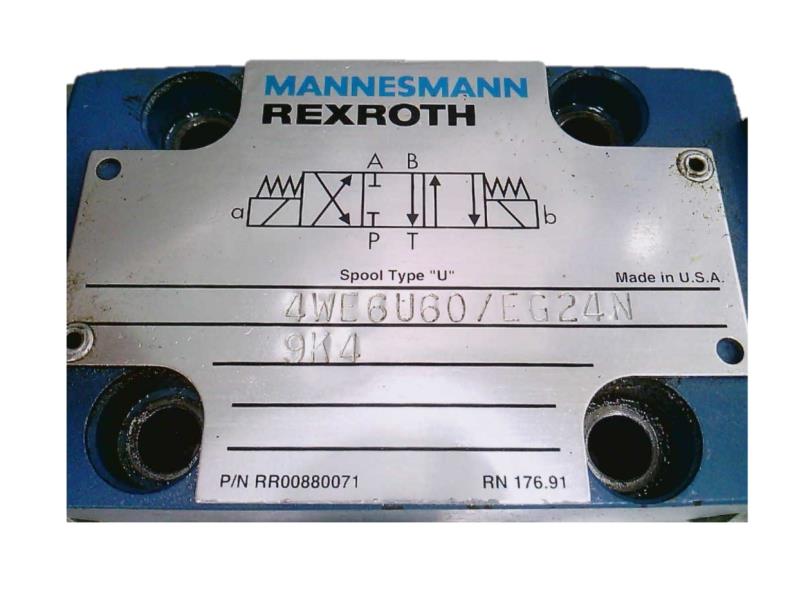 MANNESMANN
REXROTH
A B
a b
P T
Spool Type "U"
Made in U.S.A.
4WE6U60/EG24N
9K4
P/N RR00880071 RN 176.91